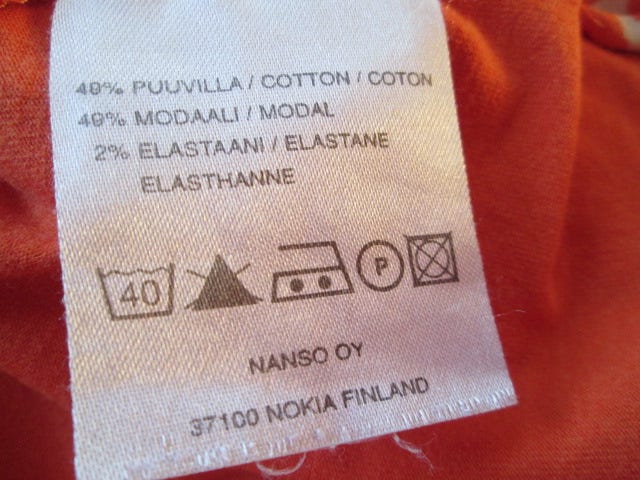 49% PUUVILLA / COTTON / COTON
49% MODAALI / MODAL
2% ELASTAANI / ELASTANE
ELASTHANNE
40 P
NANSO OY
37100 NOKIA FINLAND